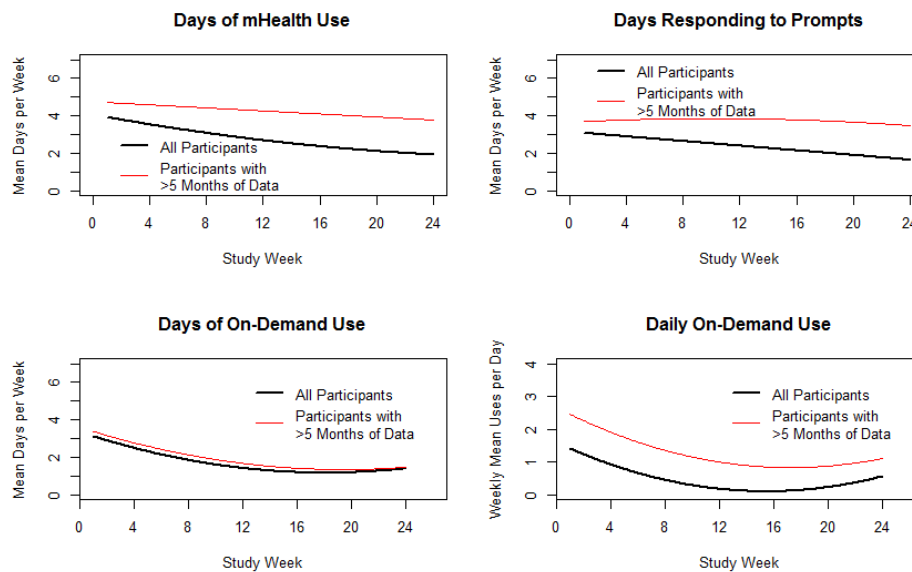 Days of mHealth Use
Mean Days per Week
6
4
2
0
All Participants
Participants with
>5 Months of Data
0 4 8 12 16 20 24
Study Week
Days Responding to Prompts
Mean Days per Week
6
4
2
0
All Participants
Participants with
>5 Months of Data
0 4 8 12 16 20 24
Study Week
Days of On-Demand Use
Mean Days per Week
6
4
2
0
All Participants
Participants with
>5 Months of Data
0 4 8 12 16 20 24
Study Week
Daily On-Demand Use
Weekly Mean Uses per Day
4
3
2
1
0
All Participants
Participants with
>5 Months of Data
0 4 8 12 16 20 24
Study Week